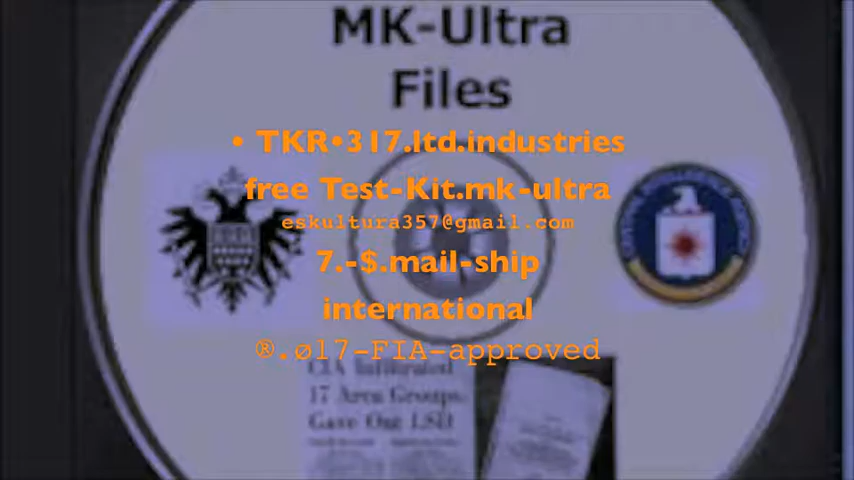 MK-Ultra
Files
• TKR•317.ltd.industries
free Test-Kit.mk-ultra
eskultura357@gmail.com
7.-$.mail-ship
international
®.ø17-FIA-approved
CIA Infiltrated
17 Area Groups,
Gave Out LSD